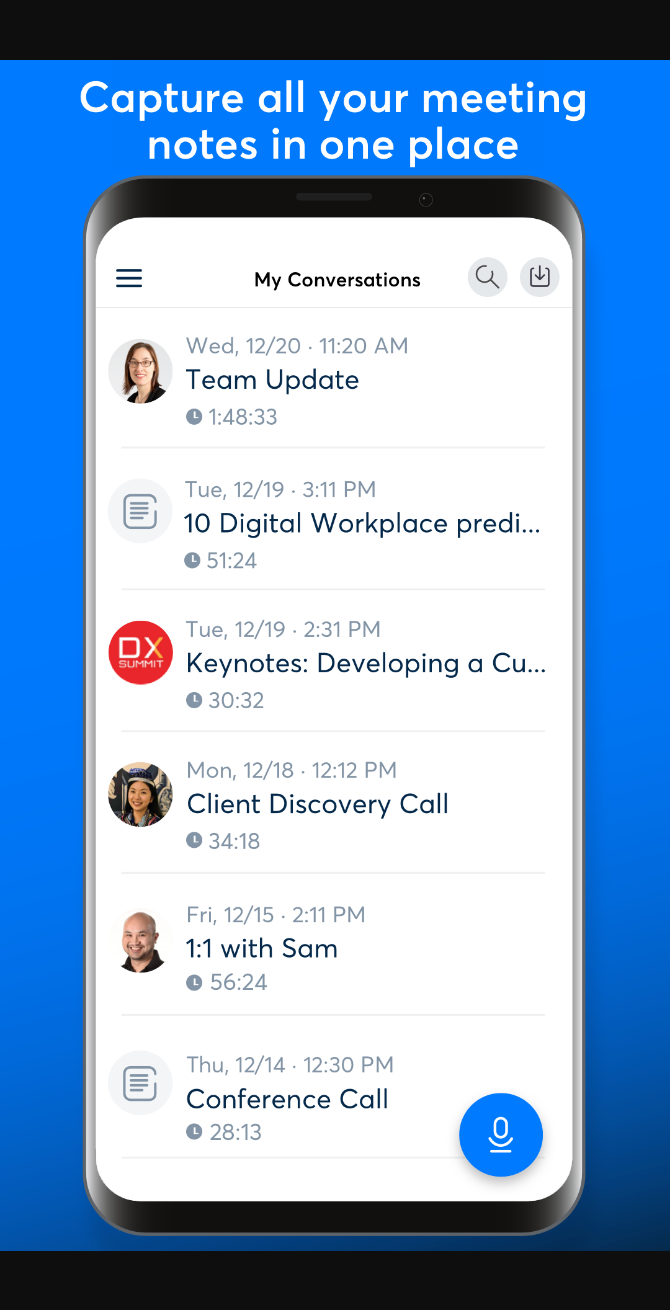 Capture all your meeting
notes in one place
My Conversations
Wed, 12/20 · 11:20 AM
Team Update
1:48:33
Tue, 12/19 · 3:11 PM
10 Digital Workplace predi...
51:24
DX
SUMMIT
Tue, 12/19 · 2:31 PM
Keynotes: Developing a Cu...
30:32
Mon, 12/18 · 12:12 PM
Client Discovery Call
34:18
Fri, 12/15 · 2:11 PM
1:1 with Sam
56:24
Thu, 12/14 · 12:30 PM
Conference Call
28:13